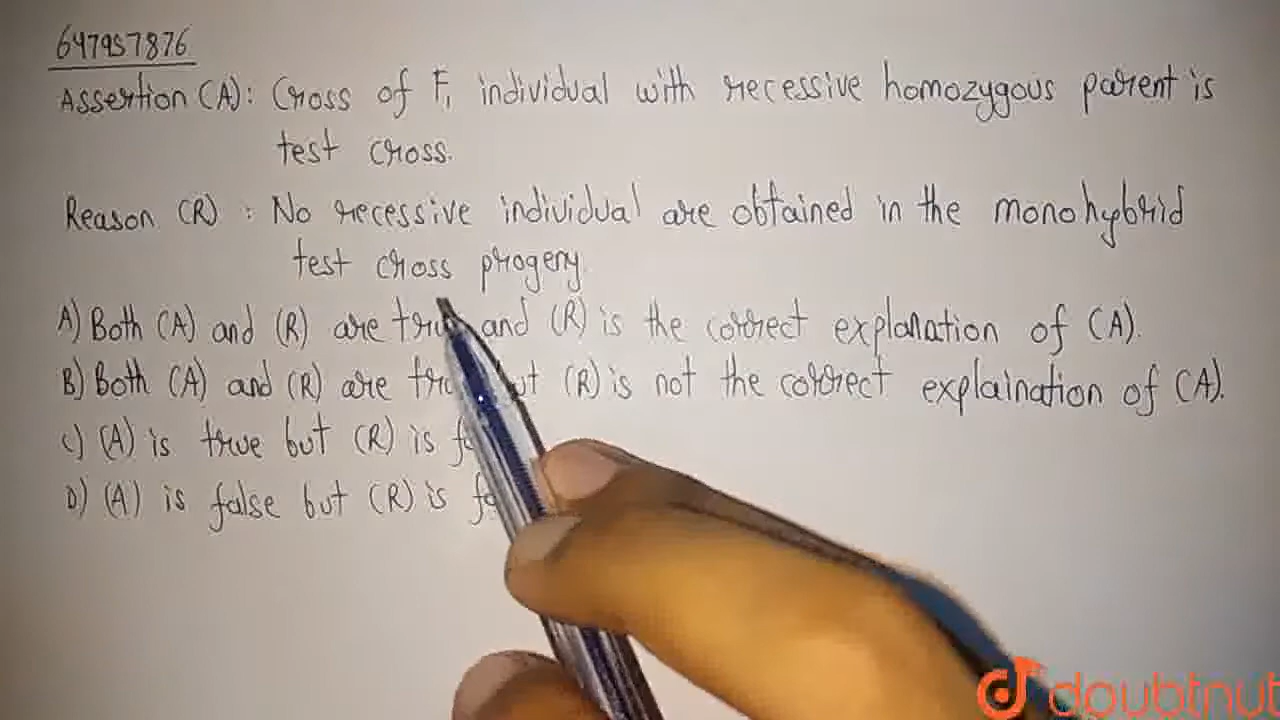 647957876
Assertion (A): Cross of F1 individual with recessive homozygous parent is
test cross.
Reason (R) : No recessive individual are obtained in the monohybrid
test cross progeny.
A) Both (A) and (R) are true and (R) is the correct explanation of (A).
B) Both (A) and (R) are but (R) is not the correct explaination of (A).
C) (A) is true but (R) is
D) (A) is false but (R) is
doubtnut